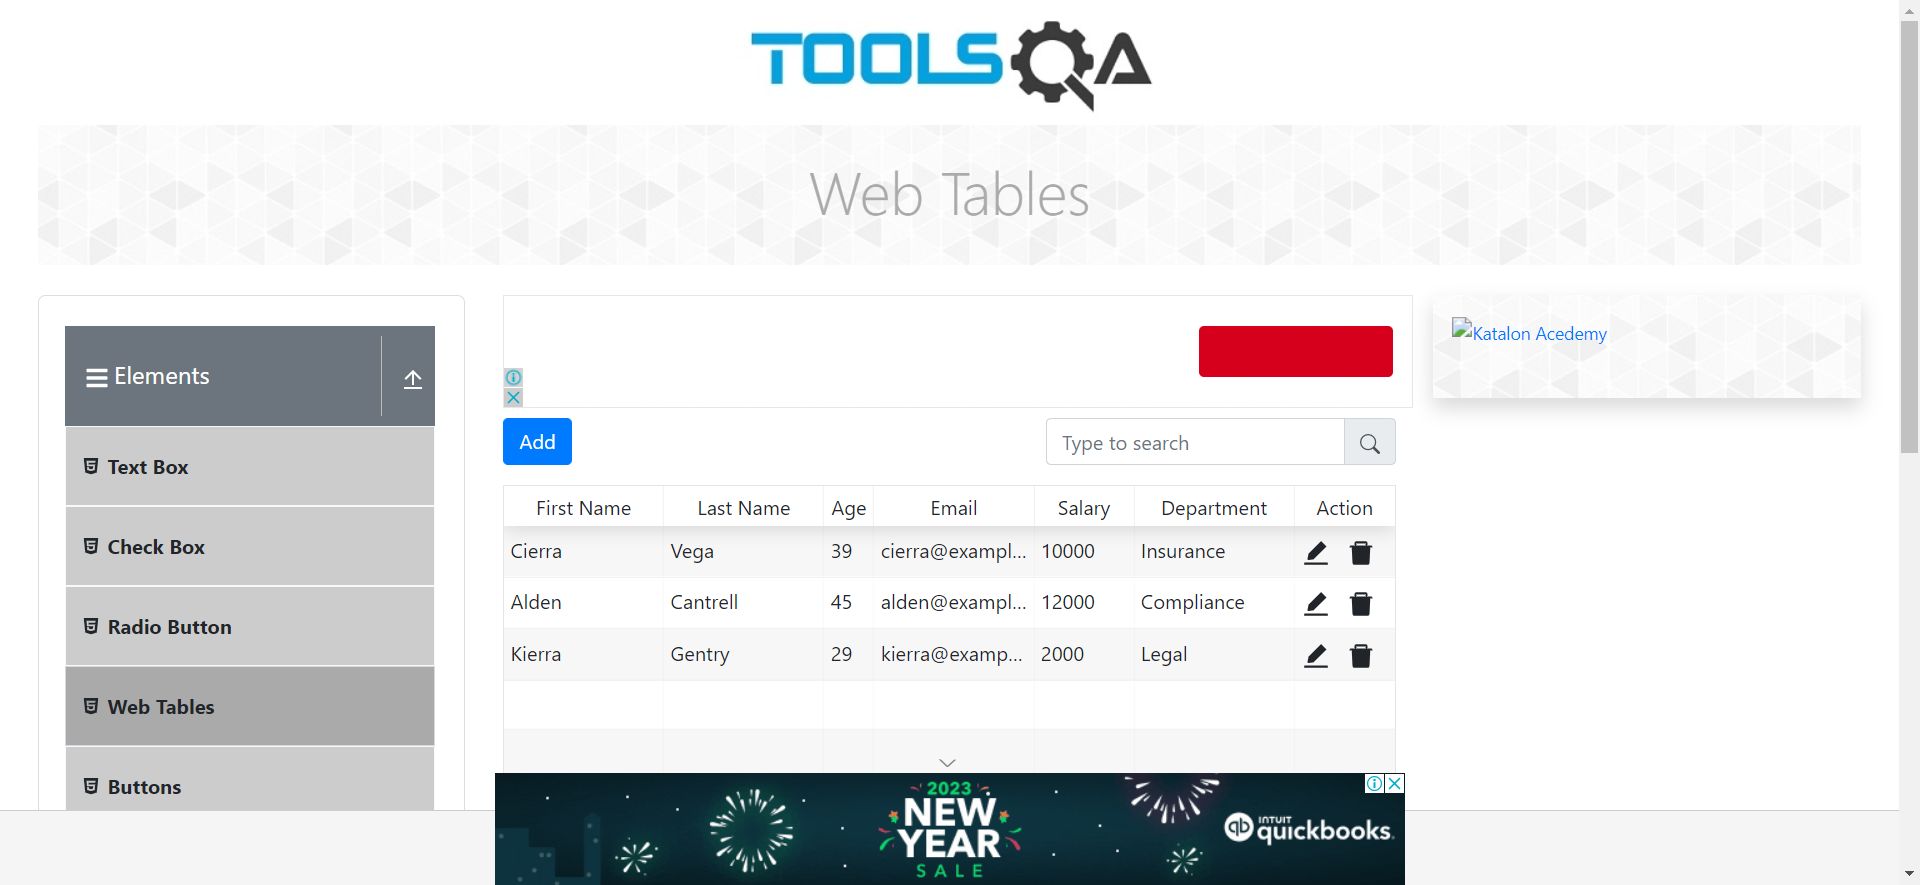 TOOLSQA
Web Tables
Elements
Text Box
Check Box
Radio Button
Web Tables
Buttons
Katalon Acedemy
Add
Type to search
First Name Last Name Age Email Salary Department Action
Cierra Vega 39 cierra@exampl... 10000 Insurance
Alden Cantrell 45 alden@exampl... 12000 Compliance
Kierra Gentry 29 kierra@examp... 2000 Legal
2023
NEW
YEAR
SALE
qb INTUIT
quickbooks.